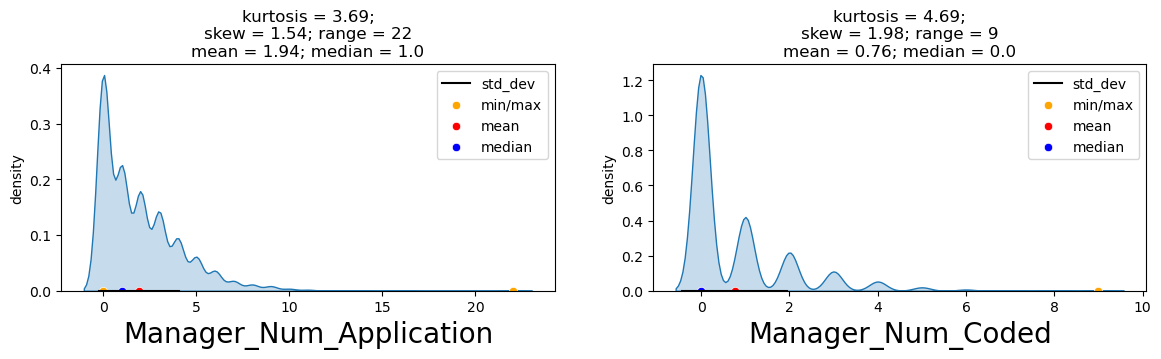 kurtosis = 3.69;
skew = 1.54; range = 22
mean = 1.94; median = 1.0
0.4
0.3
0.2
0.1
0.0
density
std_dev
min/max
mean
median
0
5
10
15
20
Manager_Num_Application
kurtosis = 4.69;
skew = 1.98; range = 9
mean = 0.76; median = 0.0
1.2
1.0
0.8
0.6
0.4
0.2
0.0
density
std_dev
min/max
mean
median
0
2
4
6
8
10
Manager_Num_Coded